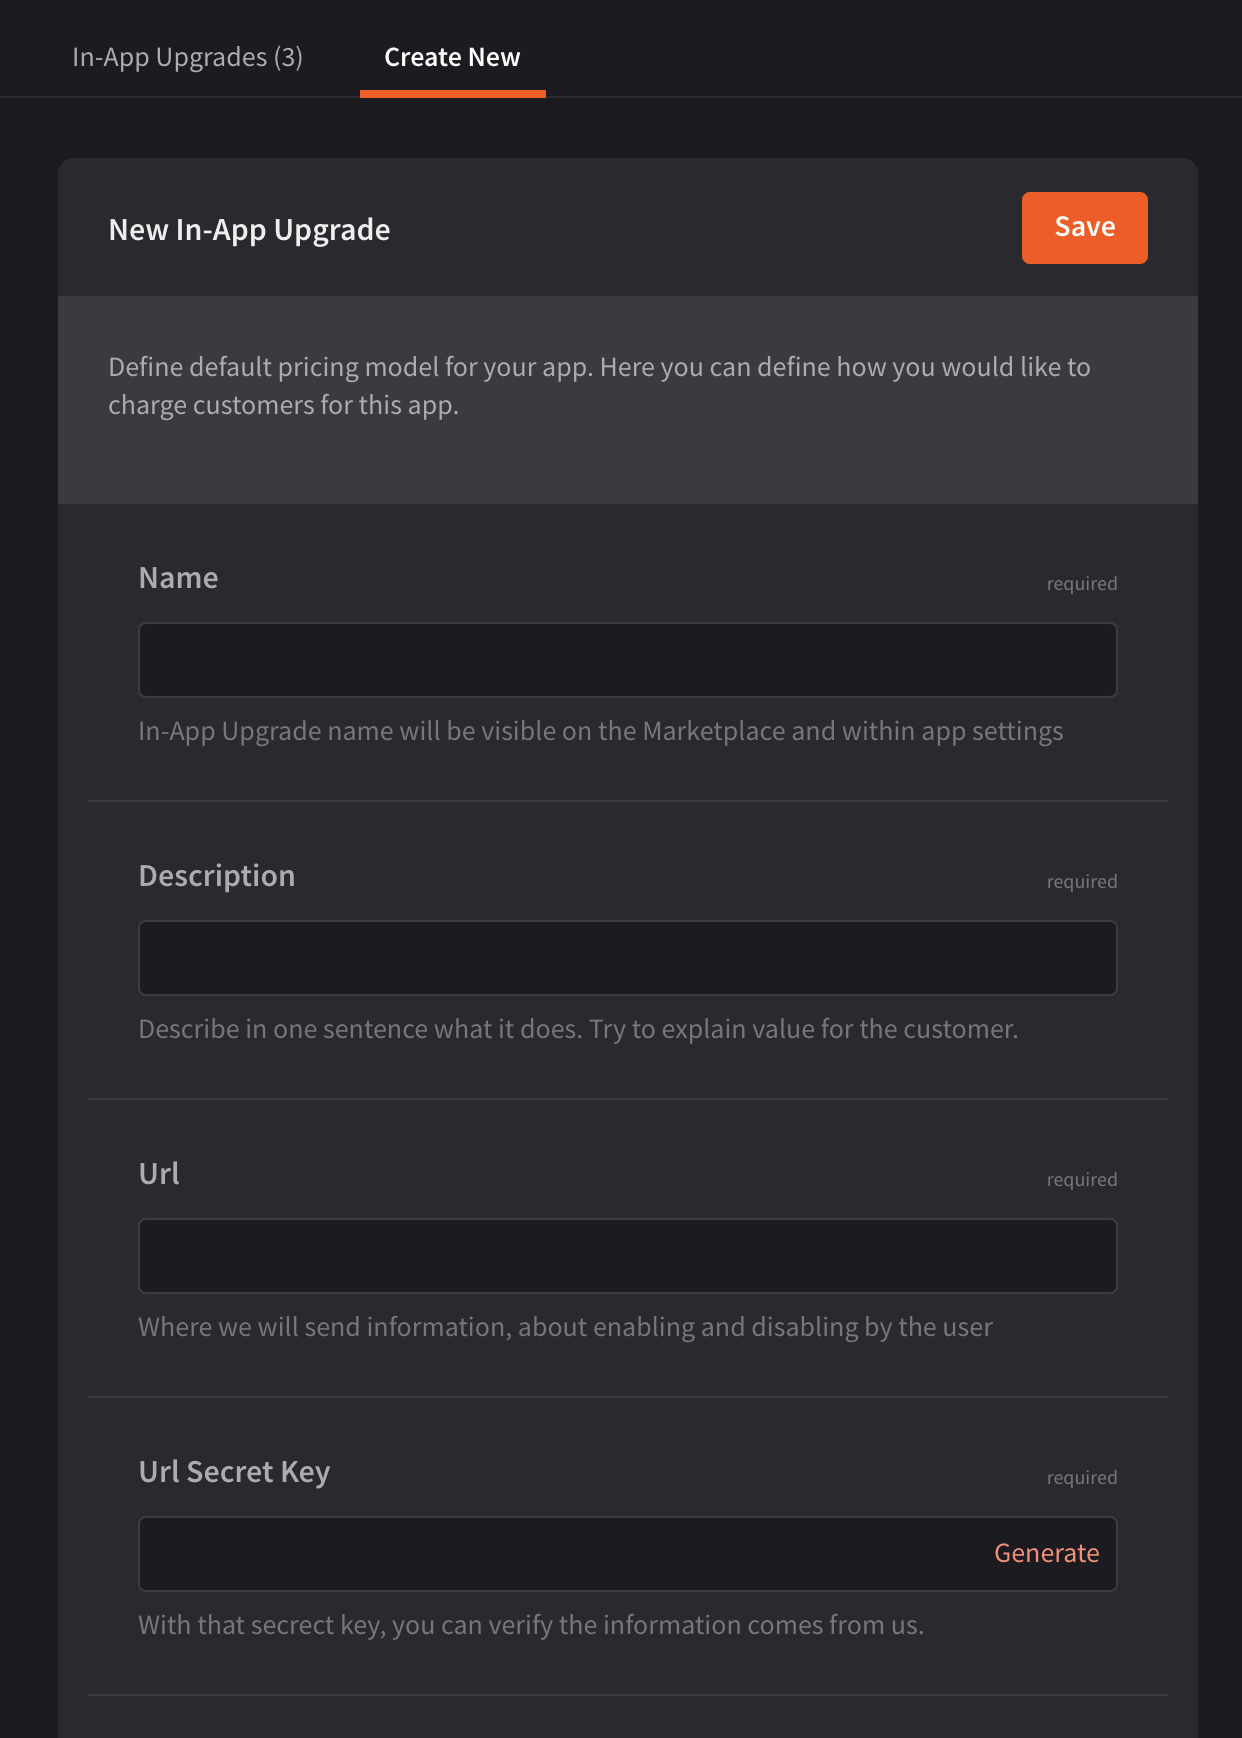 In-App Upgrades (3)
Create New
New In-App Upgrade
Save
Define default pricing model for your app. Here you can define how you would like to
charge customers for this app.
Name
required
In-App Upgrade name will be visible on the Marketplace and within app settings
Description
required
Describe in one sentence what it does. Try to explain value for the customer.
Url
required
Where we will send information, about enabling and disabling by the user
Url Secret Key
required
Generate
With that secrect key, you can verify the information comes from us.